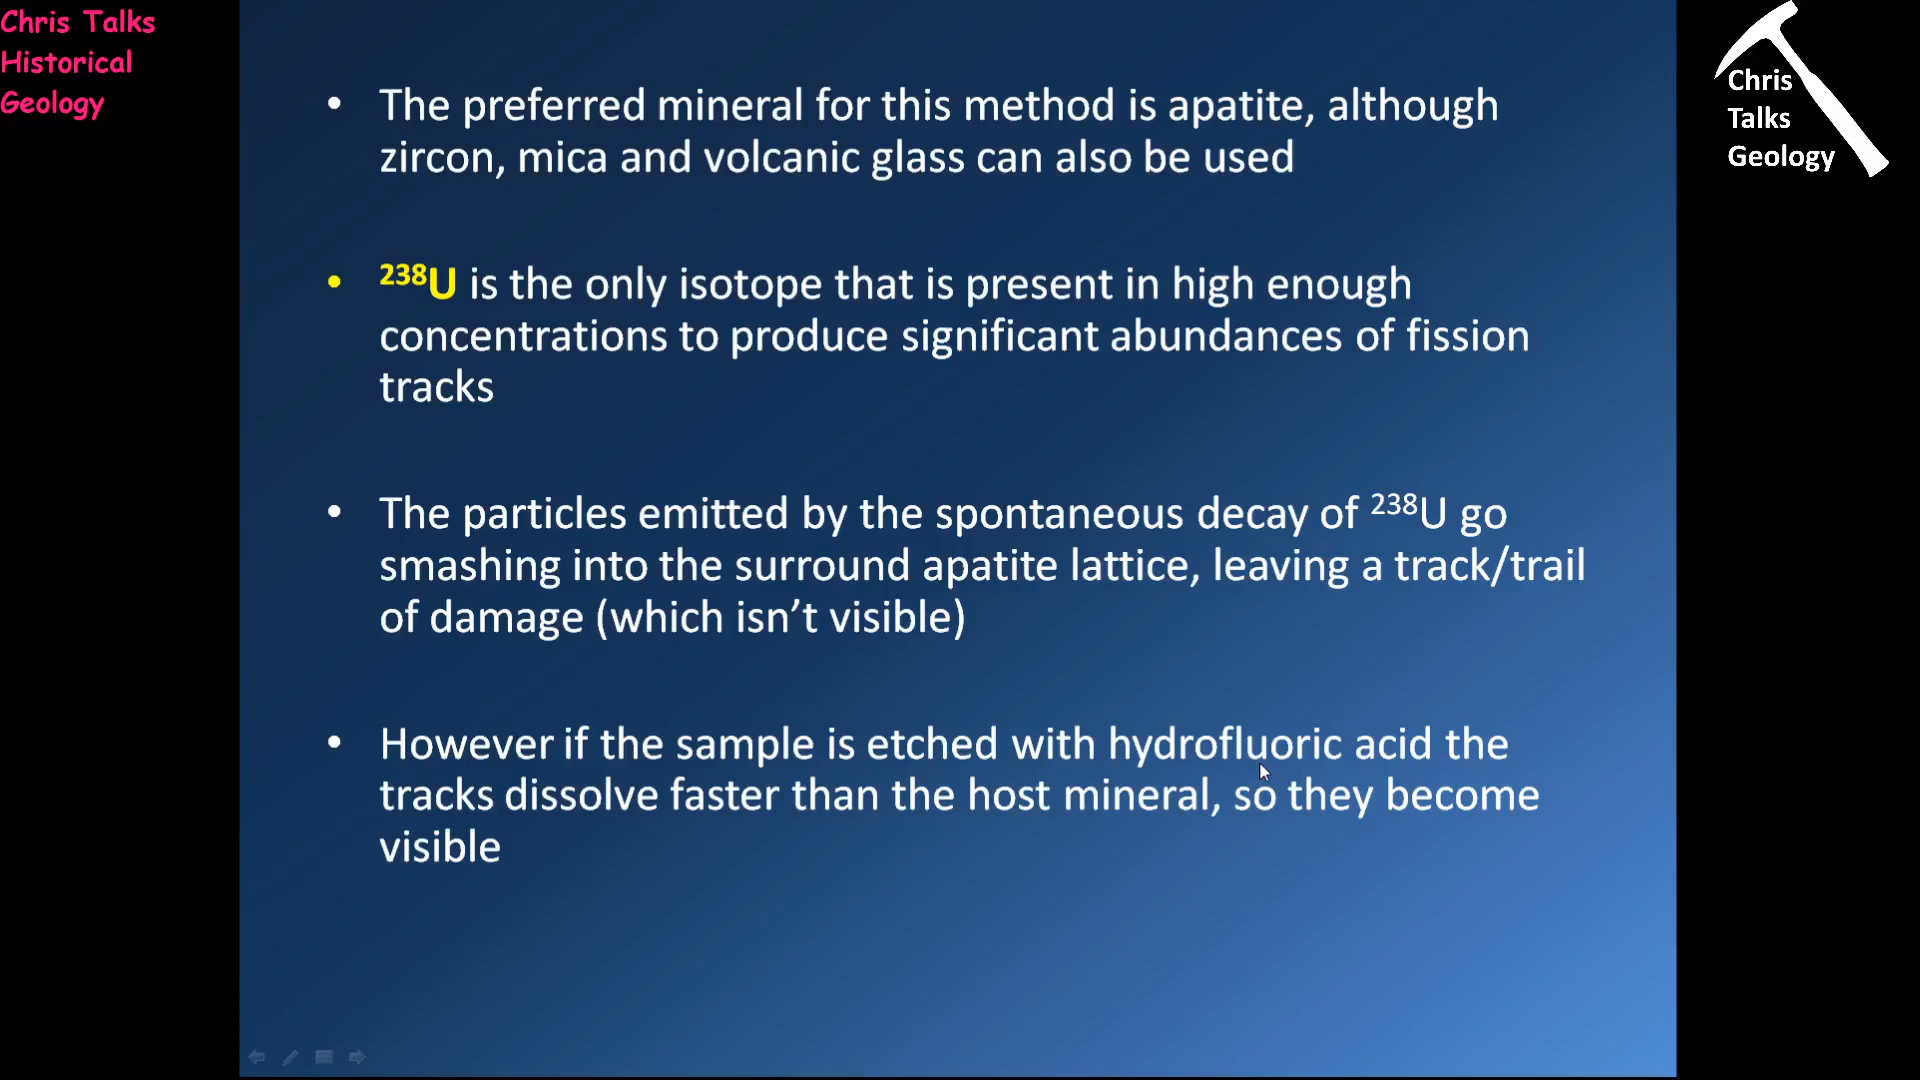 Chris Talks
Historical
Geology
Chris
Talks
Geology
• The preferred mineral for this method is apatite, although
zircon, mica and volcanic glass can also be used
• ²³⁸U is the only isotope that is present in high enough
concentrations to produce significant abundances of fission
tracks
• The particles emitted by the spontaneous decay of ²³⁸U go
smashing into the surround apatite lattice, leaving a track/trail
of damage (which isn’t visible)
• However if the sample is etched with hydrofluoric acid the
tracks dissolve faster than the host mineral, so they become
visible